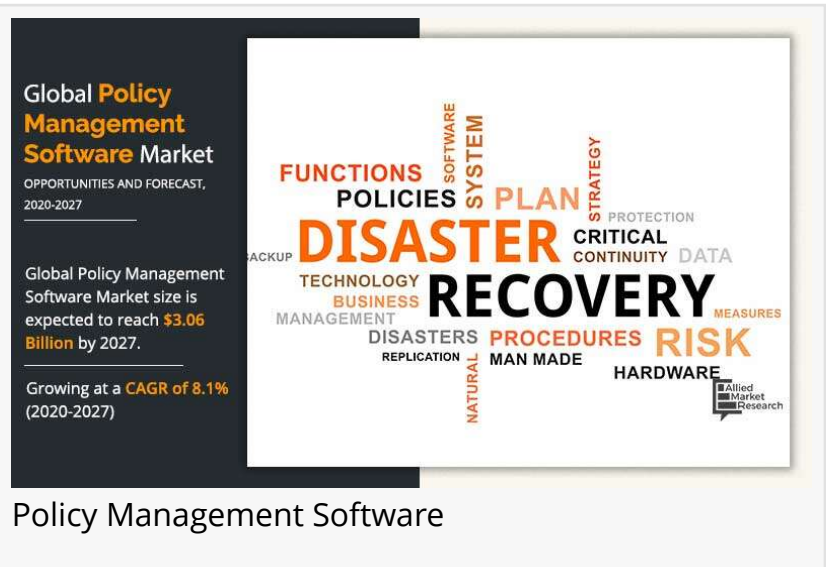 Global Policy
Management
Software Market
OPPORTUNITIES AND FORECAST,
2020-2027
Global Policy Management
Software Market size is
expected to reach $3.06
Billion by 2027.
Growing at a CAGR of 8.1%
(2020-2027)
SOFTWARE
SYSTEM
STRATEGY
FUNCTIONS
POLICIES
PLAN
PROTECTION
DISASTER
CRITICAL
CONTINUITY
DATA
TECHNOLOGY
BUSINESS
RECOVERY
MANAGEMENT
MEASURES
DISASTERS
PROCEDURES
RISK
REPLICATION
NATURAL
MAN MADE
HARDWARE
Allied
Market
Research
Policy Management Software